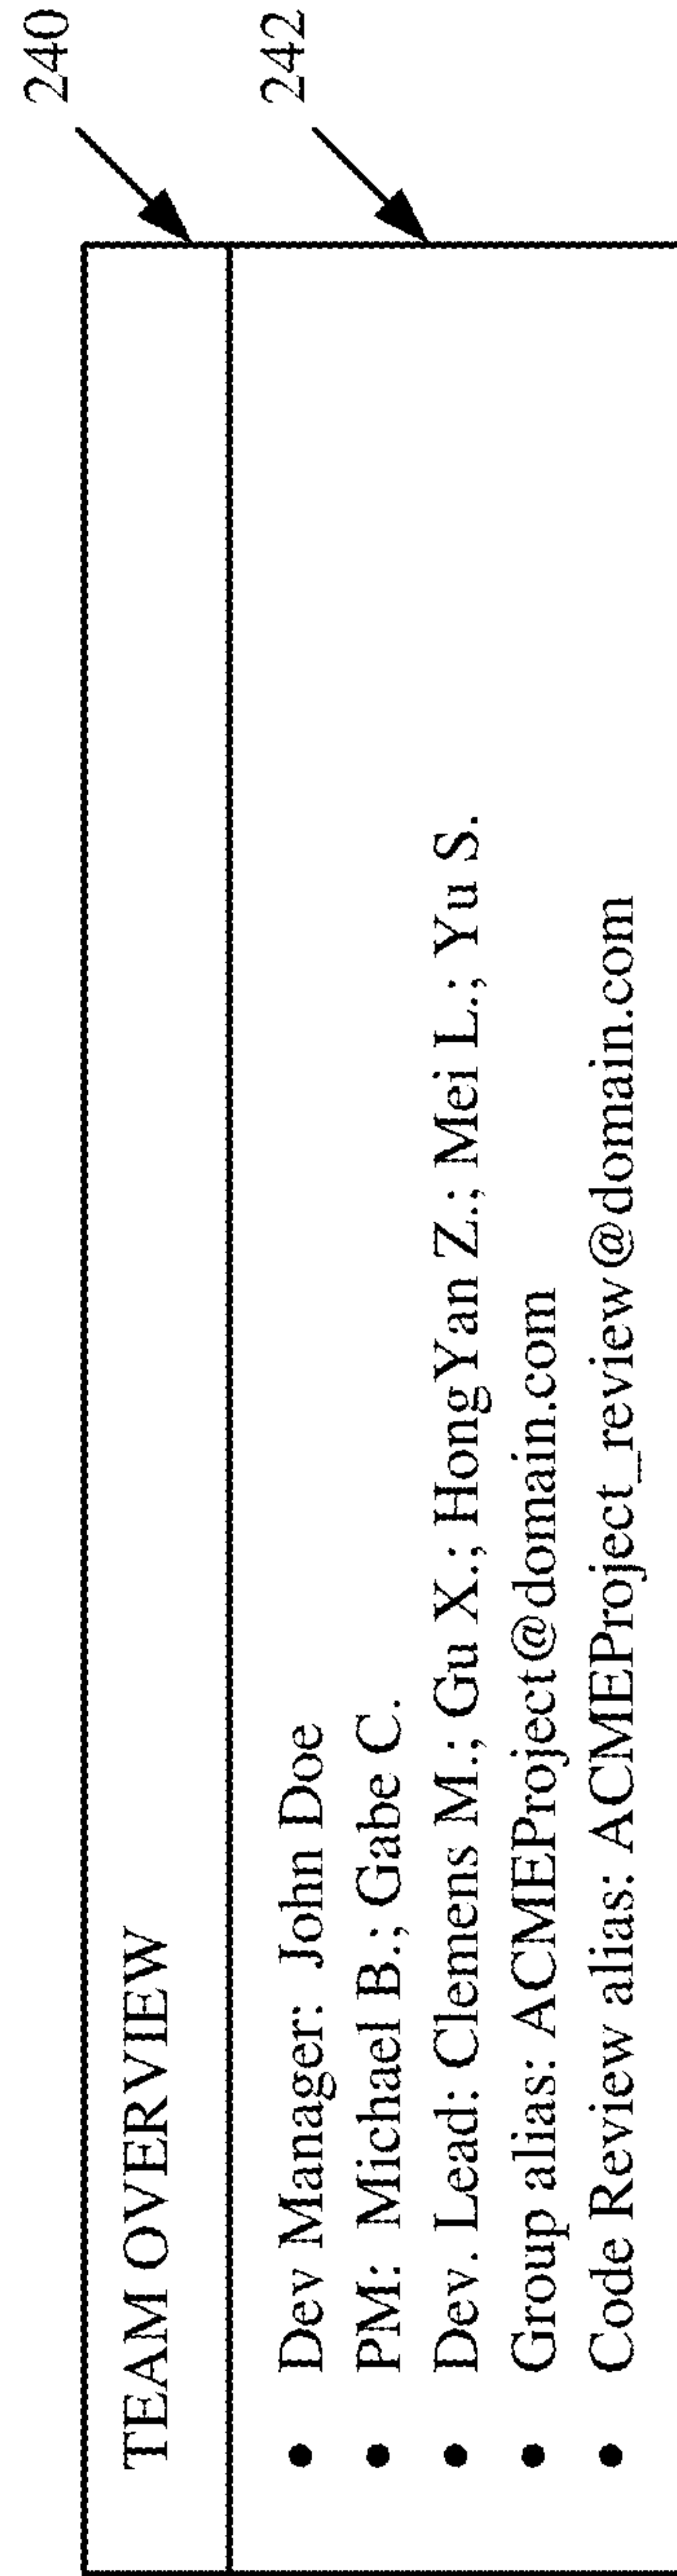 240
TEAM OVERVIEW
242
• Dev Manager: John Doe
• PM: Michael B.; Gabe C.
• Dev. Lead: Clemens M.; Gu X.; HongYan Z.; Mei L.; Yu S.
• Group alias: ACMEProject@domain.com
• Code Review alias: ACMEProject_review@domain.com